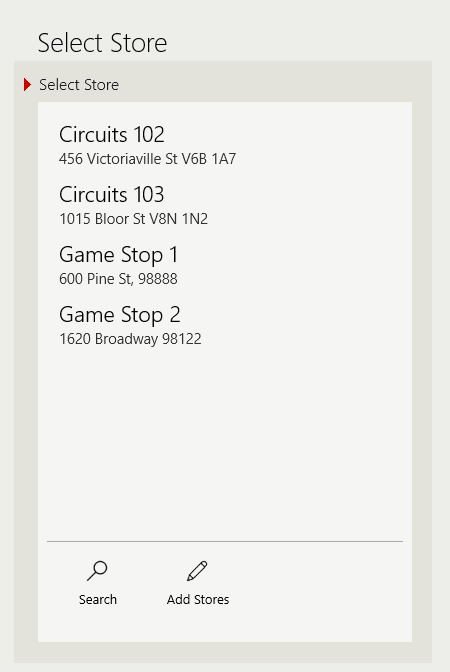 Select Store
Select Store
Circuits 102
456 Victoriaville St V6B 1A7
Circuits 103
1015 Bloor St V8N 1N2
Game Stop 1
600 Pine St, 98888
Game Stop 2
1620 Broadway 98122
Search
Add Stores